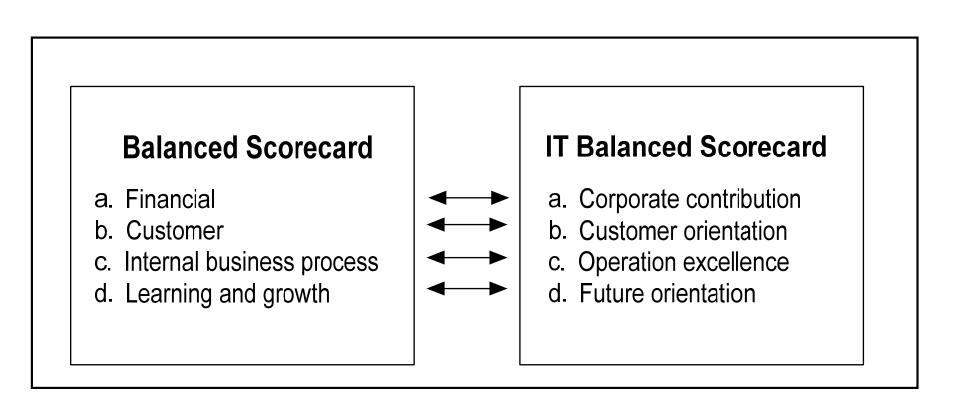 Balanced Scorecard
a. Financial
b. Customer
c. Internal business process
d. Learning and growth
IT Balanced Scorecard
a. Corporate contribution
b. Customer orientation
c. Operation excellence
d. Future orientation